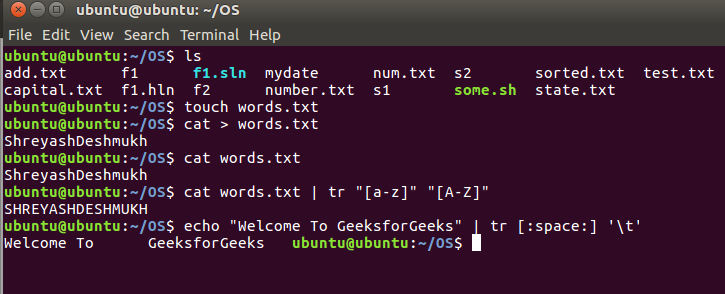 ubuntu@ubuntu: ~/OS
File Edit View Search Terminal Help
ubuntu@ubuntu:~/OS$ ls
add.txt f1 f1.sln mydate num.txt s2 sorted.txt test.txt
capital.txt f1.hln f2 number.txt s1 some.sh state.txt
ubuntu@ubuntu:~/OS$ touch words.txt
ubuntu@ubuntu:~/OS$ cat > words.txt
ShreyashDeshmukh
ubuntu@ubuntu:~/OS$ cat words.txt
ShreyashDeshmukh
ubuntu@ubuntu:~/OS$ cat words.txt | tr "[a-z]" "[A-Z]"
SHREYASHDESHMUKH
ubuntu@ubuntu:~/OS$ echo "Welcome To GeeksforGeeks" | tr [:space:] '\t'
Welcome To GeeksforGeeks ubuntu@ubuntu:~/OS$